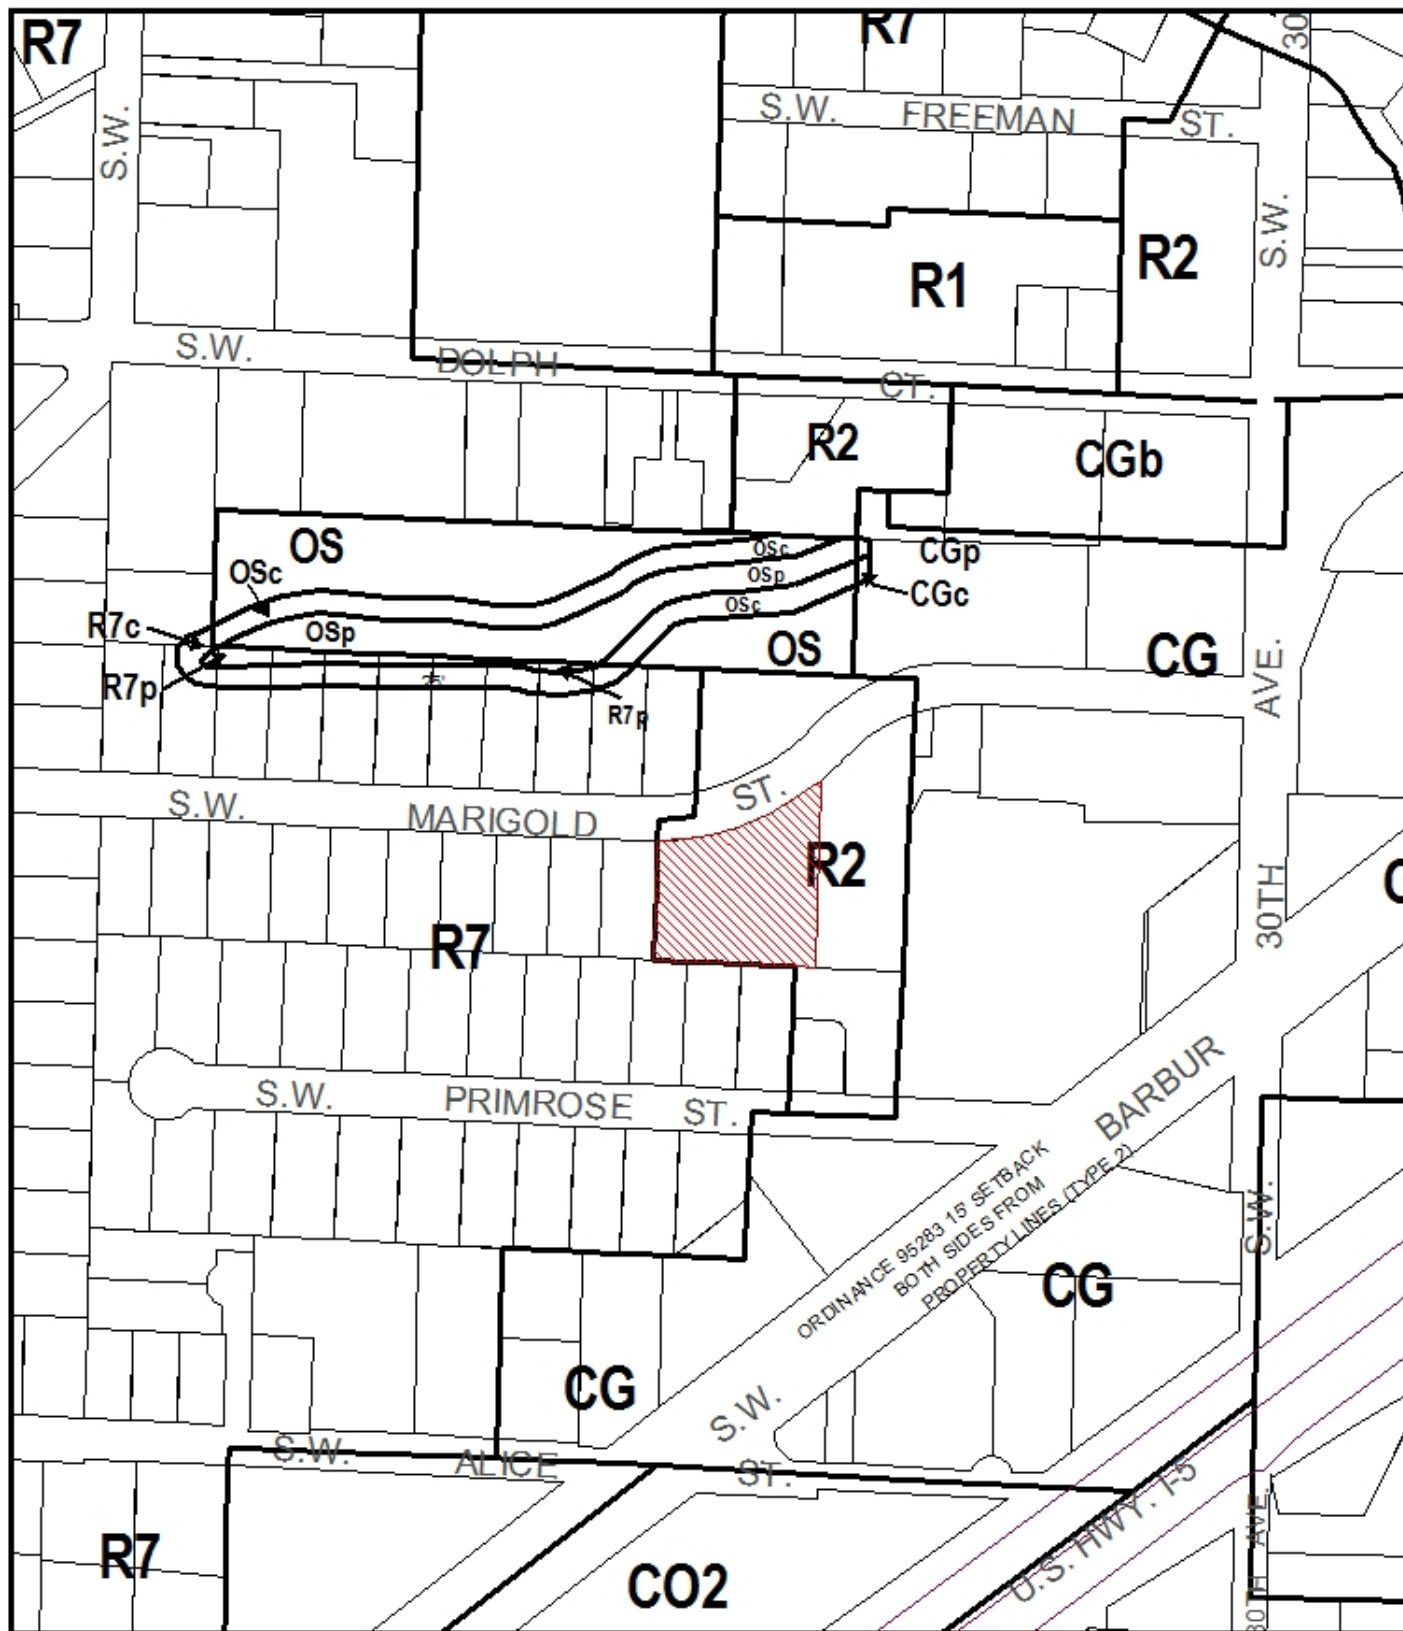 R7
R7
30
S.W.
FREEMAN
ST.
S.W.
S.W.
R1
R2
S.W.
DOLPH
CT.
R2
CGb
OS
OSc
OSc
OSp
OSc
CGp
CGc
R7c
OSp
OS
CG
R7p
25'
R7p
AVE.
S.W.
MARIGOLD
ST.
R2
30TH
R7
S.W.
PRIMROSE
ST.
BARBUR
ORDINANCE 95283 15' SETBACK
BOTH SIDES FROM
PROPERTY LINES (TYPE 2)
S.W.
CG
CG
S.W.
S.W.
ALICE
ST.
U.S. HWY. I-5
30TH AVE.
R7
CO2